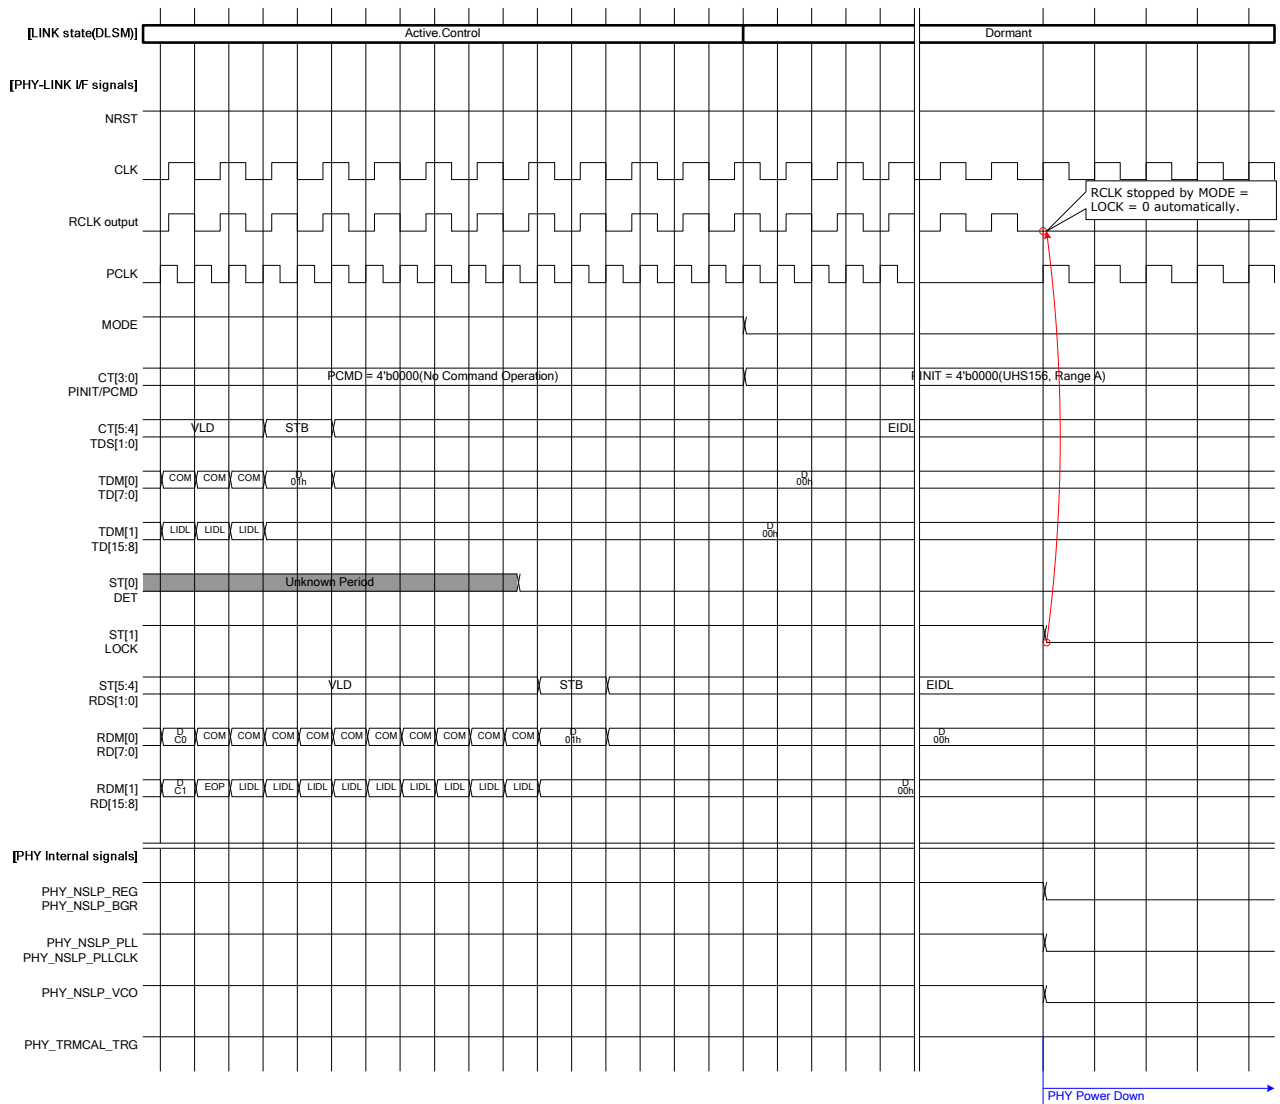 [LINK state(DLSM)] Active.Control Dormant
[PHY-LINK I/F signals]
NRST
CLK
RCLK stopped by MODE =
LOCK = 0 automatically.
RCLK output
PCLK
MODE
CT[3:0] PCMD = 4'b0000(No Command Operation) PINIT = 4'b0000(UHS156, Range A)
PINIT/PCMD
CT[5:4] VLD STB EIDL
TDS[1:0]
TDM[0] COM COM COM D 01h D 00h
TD[7:0]
TDM[1] LIDL LIDL LIDL D 00h
TD[15:8]
ST[0] Unknown Period
DET
ST[1]
LOCK
ST[5:4] VLD STB EIDL
RDS[1:0]
RDM[0] D C0 COM COM COM COM COM COM COM COM COM COM D 01h D 00h
RD[7:0]
RDM[1] D C1 EOP LIDL LIDL LIDL LIDL LIDL LIDL LIDL LIDL LIDL D 00h
RD[15:8]
[PHY Internal signals]
PHY_NSLP_REG
PHY_NSLP_BGR
PHY_NSLP_PLL
PHY_NSLP_PLLCLK
PHY_NSLP_VCO
PHY_TRMCAL_TRG
PHY Power Down